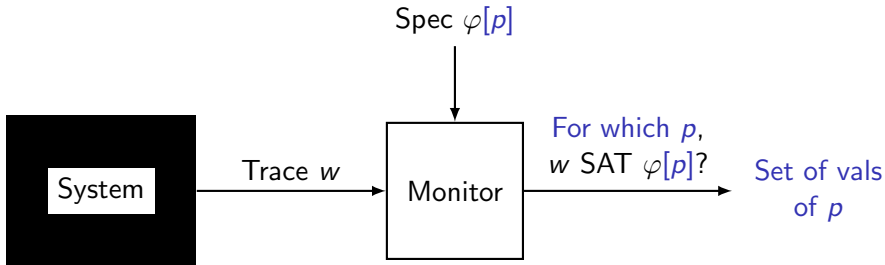 Spec φ[p]
System
Trace w
Monitor
For which p,
w SAT φ[p]?
Set of vals
of p